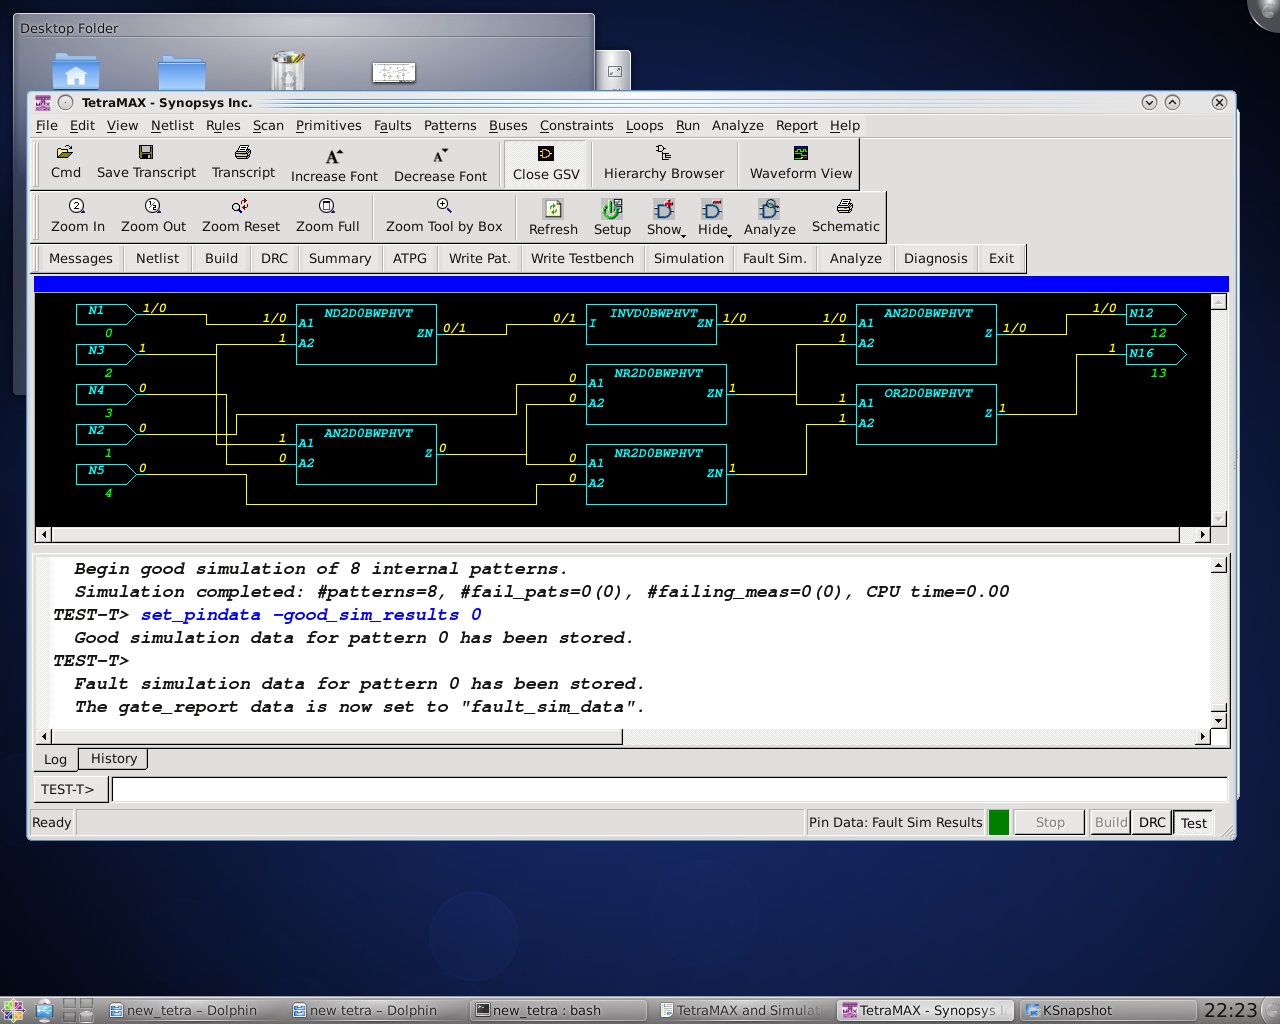 Desktop Folder
TetraMAX - Synopsys Inc.
File Edit View Netlist Rules Scan Primitives Faults Patterns Buses Constraints Loops Run Analyze Report Help
Cmd Save Transcript Transcript Increase Font Decrease Font Close GSV Hierarchy Browser Waveform View
Zoom In Zoom Out Zoom Reset Zoom Full Zoom Tool by Box Refresh Setup Show Hide Analyze Schematic
Messages Netlist Build DRC Summary ATPG Write Pat. Write Testbench Simulation Fault Sim. Analyze Diagnosis Exit
N1 1/0 ND2D0BWPHVT INVD0BWPHVT AN2D0BWPHVT 1/0 N12
1/0 A1 0/1 I ZN 1/0 1/0 A1
0 ZN 0/1 Z 1/0 12
N3 1 1 A2 1 A2 1 N16
2 NR2D0BWPHVT 13
N4 0 0 A1 ZN 1 OR2D0BWPHVT
3 0 A2 1 A1
N2 0 AN2D0BWPHVT Z 1
1 A1 1 A2
1 Z 0 NR2D0BWPHVT
N5 0 0 A2 0 A1 ZN 1
4 0 A2
Begin good simulation of 8 internal patterns.
Simulation completed: #patterns=8, #fail_pats=0(0), #failing_meas=0(0), CPU time=0.00
TEST-T> set_pindata -good_sim_results 0
Good simulation data for pattern 0 has been stored.
TEST-T>
Fault simulation data for pattern 0 has been stored.
The gate_report data is now set to "fault_sim_data".
Log History
TEST-T>
Ready Pin Data: Fault Sim Results Stop Build DRC Test
new_tetra – Dolphin new tetra – Dolphin new_tetra : bash TetraMAX and Simulat TetraMAX - Synopsys I KSnapshot 22:23